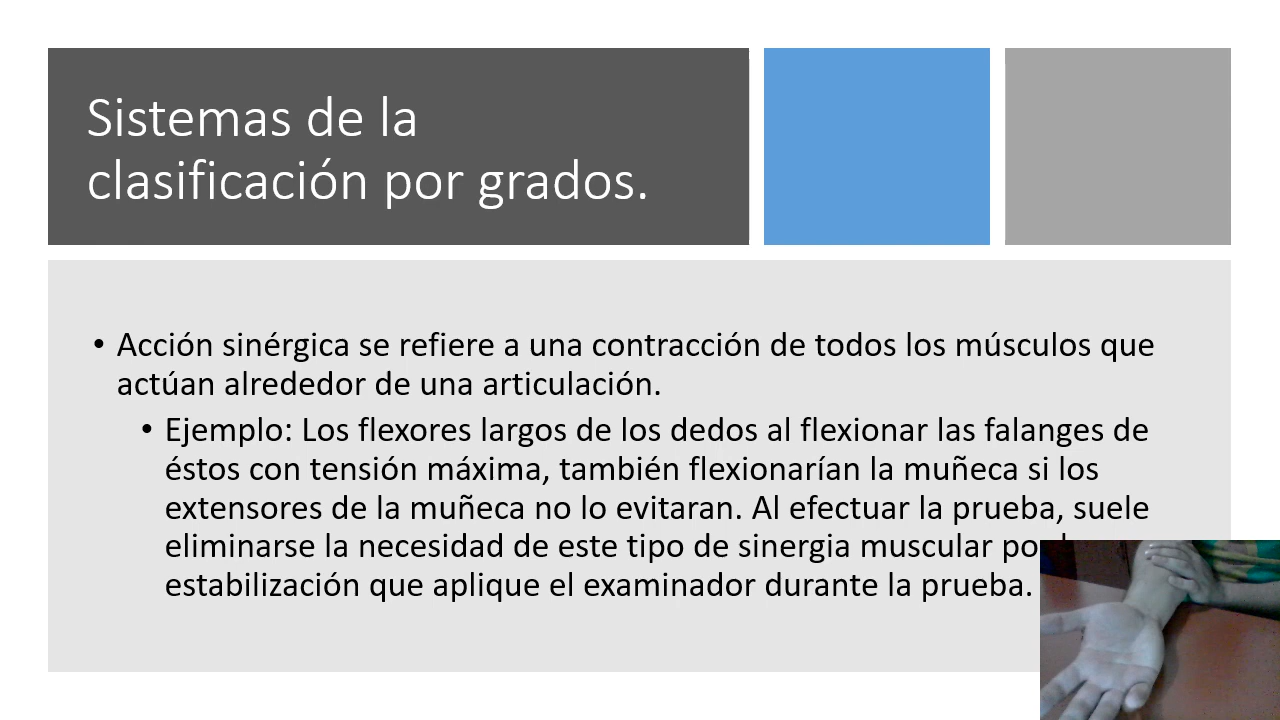 Sistemas de la
clasificación por grados.
• Acción sinérgica se refiere a una contracción de todos los músculos que
actúan alrededor de una articulación.
• Ejemplo: Los flexores largos de los dedos al flexionar las falanges de
éstos con tensión máxima, también flexionarían la muñeca si los
extensores de la muñeca no lo evitaran. Al efectuar la prueba, suele
eliminarse la necesidad de este tipo de sinergia muscular
estabilización que aplique el examinador durante la prueba.